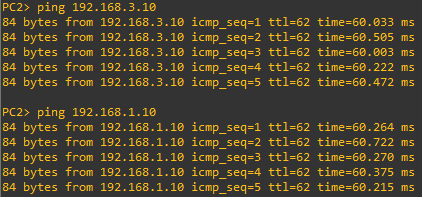 PC2> ping 192.168.3.10
84 bytes from 192.168.3.10 icmp_seq=1 ttl=62 time=60.033 ms
84 bytes from 192.168.3.10 icmp_seq=2 ttl=62 time=60.505 ms
84 bytes from 192.168.3.10 icmp_seq=3 ttl=62 time=60.003 ms
84 bytes from 192.168.3.10 icmp_seq=4 ttl=62 time=60.222 ms
84 bytes from 192.168.3.10 icmp_seq=5 ttl=62 time=60.472 ms
PC2> ping 192.168.1.10
84 bytes from 192.168.1.10 icmp_seq=1 ttl=62 time=60.264 ms
84 bytes from 192.168.1.10 icmp_seq=2 ttl=62 time=60.722 ms
84 bytes from 192.168.1.10 icmp_seq=3 ttl=62 time=60.270 ms
84 bytes from 192.168.1.10 icmp_seq=4 ttl=62 time=60.375 ms
84 bytes from 192.168.1.10 icmp_seq=5 ttl=62 time=60.215 ms